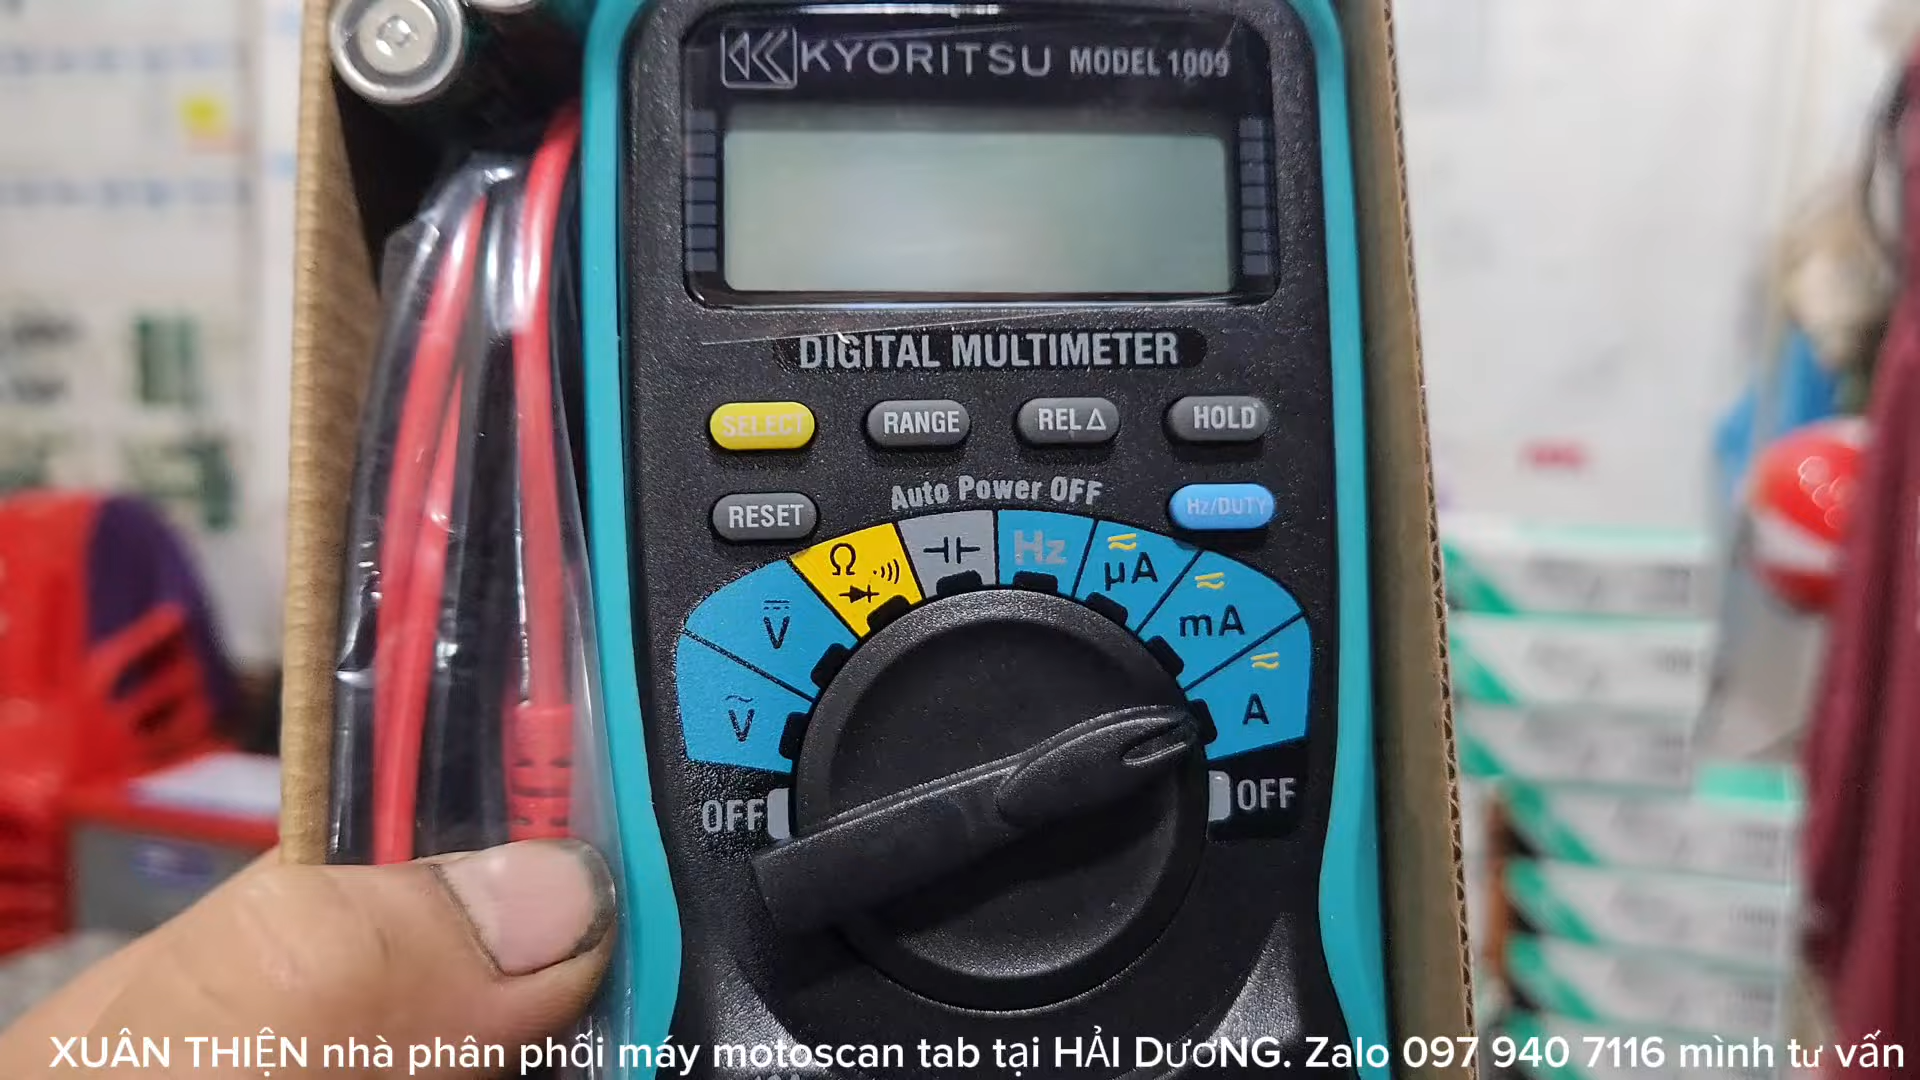 KYORITSU MODEL 1009
DIGITAL MULTIMETER
SELECT RANGE REL△ HOLD
RESET Auto Power OFF Hz/DUTY
Ω
Hz
µA
V
mA
V
A
OFF
OFF
XUÂN THIỆN nhà phân phối máy motoscan tab tại HẢI DươNG. Zalo 097 940 7116 mình tư vấn